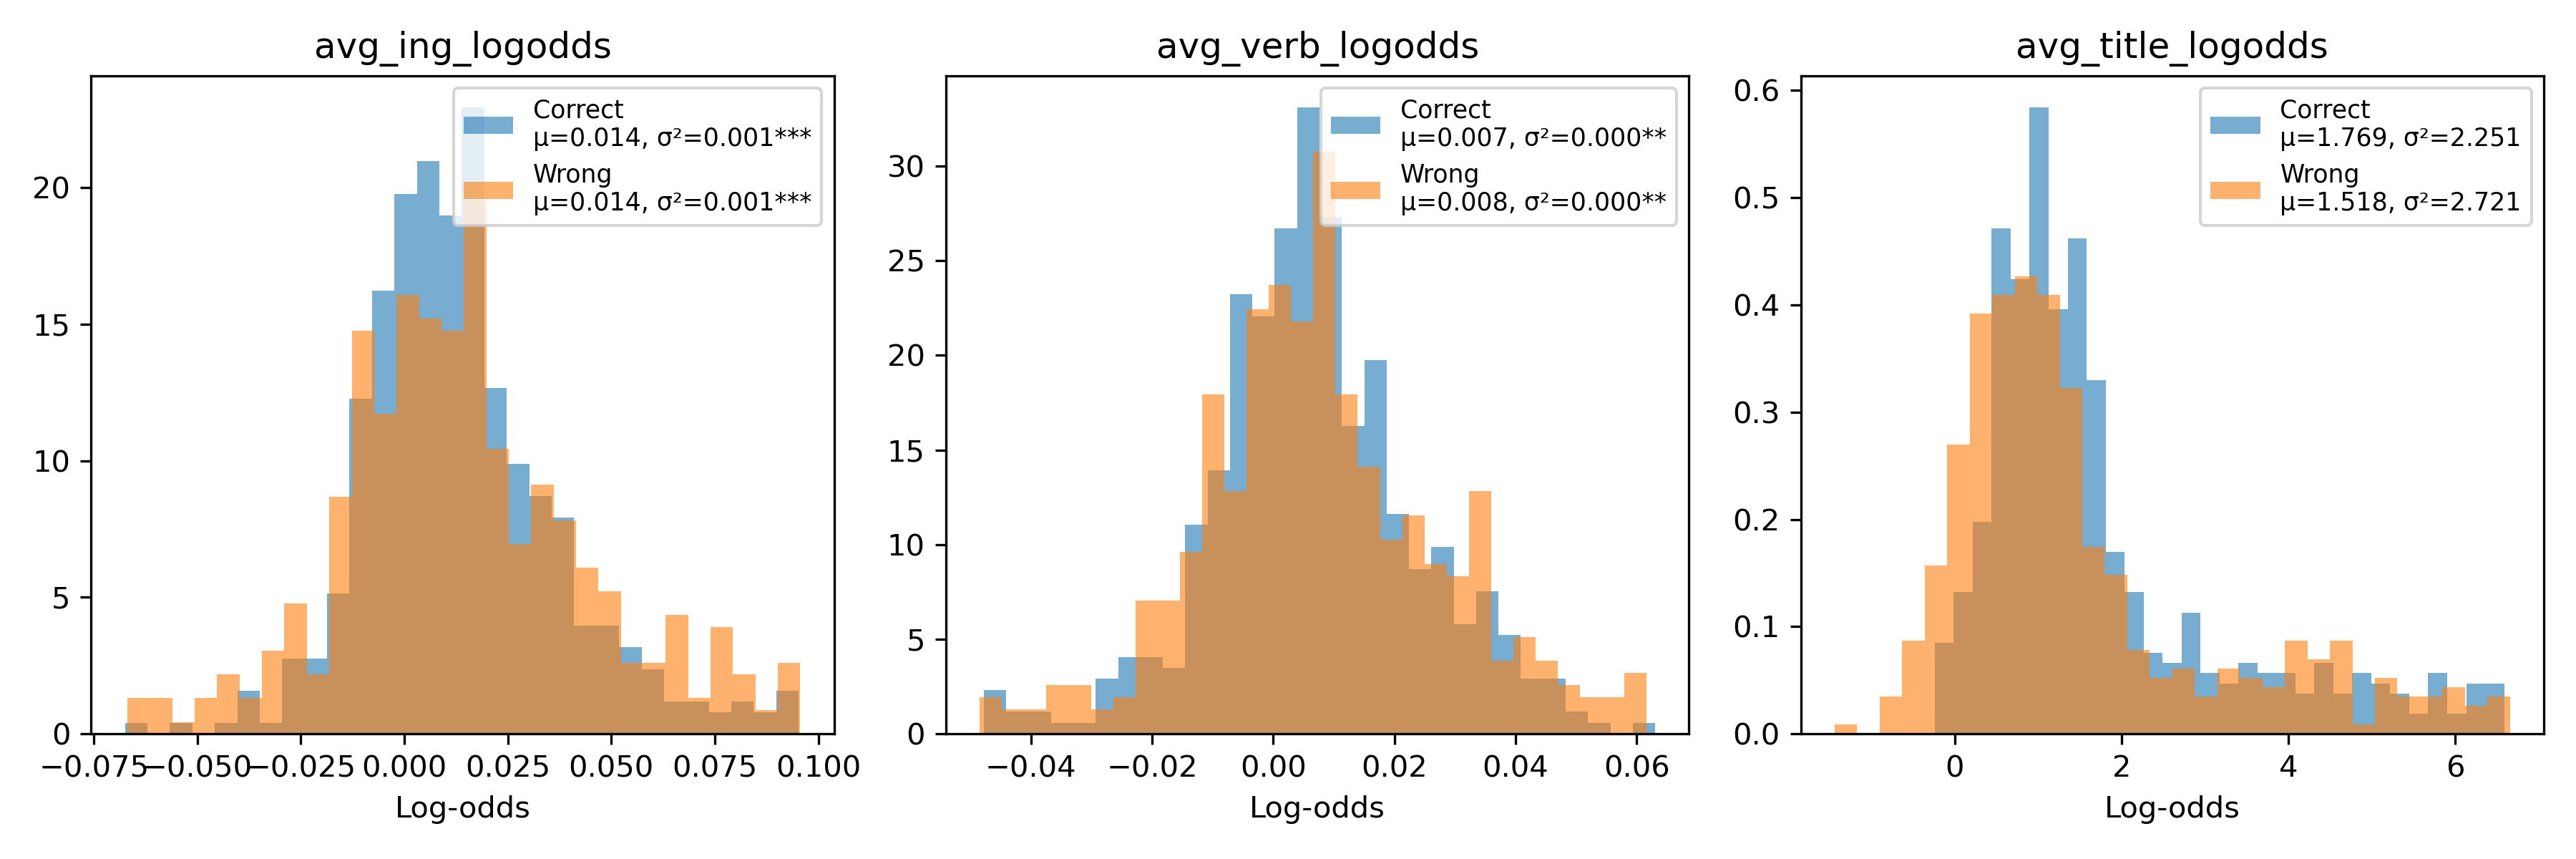 avg_ing_logodds
Correct
μ=0.014, σ²=0.001***
Wrong
μ=0.014, σ²=0.001***
20
15
10
5
0
−0.075 −0.050 −0.025 0.000 0.025 0.050 0.075 0.100
Log-odds
avg_verb_logodds
Correct
μ=0.007, σ²=0.000**
Wrong
μ=0.008, σ²=0.000**
30
25
20
15
10
5
0
−0.04 −0.02 0.00 0.02 0.04 0.06
Log-odds
avg_title_logodds
Correct
μ=1.769, σ²=2.251
Wrong
μ=1.518, σ²=2.721
0.6
0.5
0.4
0.3
0.2
0.1
0.0
0 2 4 6
Log-odds